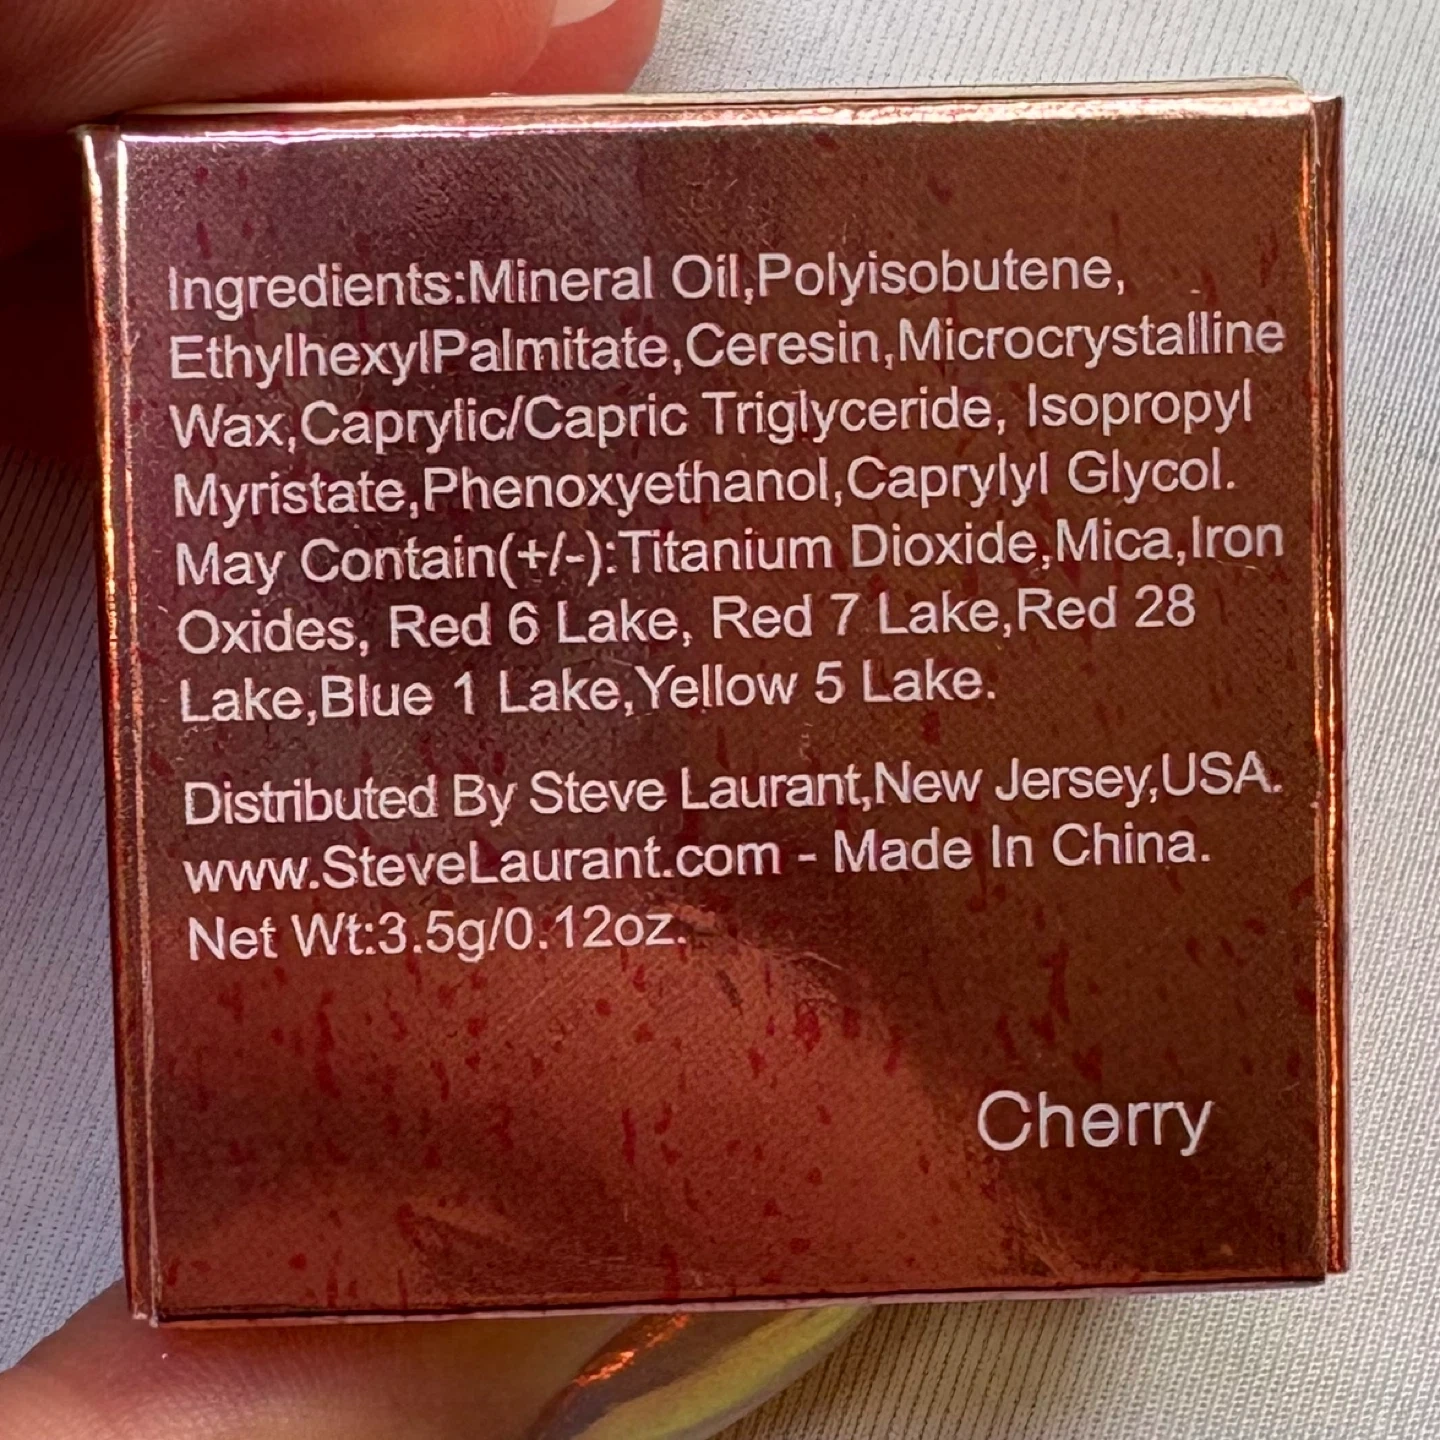 Ingredients:Mineral Oil,Polyisobutene,
EthylhexylPalmitate,Ceresin,Microcrystalline
Wax,Caprylic/Capric Triglyceride, Isopropyl
Myristate,Phenoxyethanol,Caprylyl Glycol.
May Contain(+/-):Titanium Dioxide,Mica,Iron
Oxides, Red 6 Lake, Red 7 Lake,Red 28
Lake,Blue 1 Lake,Yellow 5 Lake.
Distributed By Steve Laurant,New Jersey,USA.
www.SteveLaurant.com - Made In China.
Net Wt:3.5g/0.12oz.
Cherry